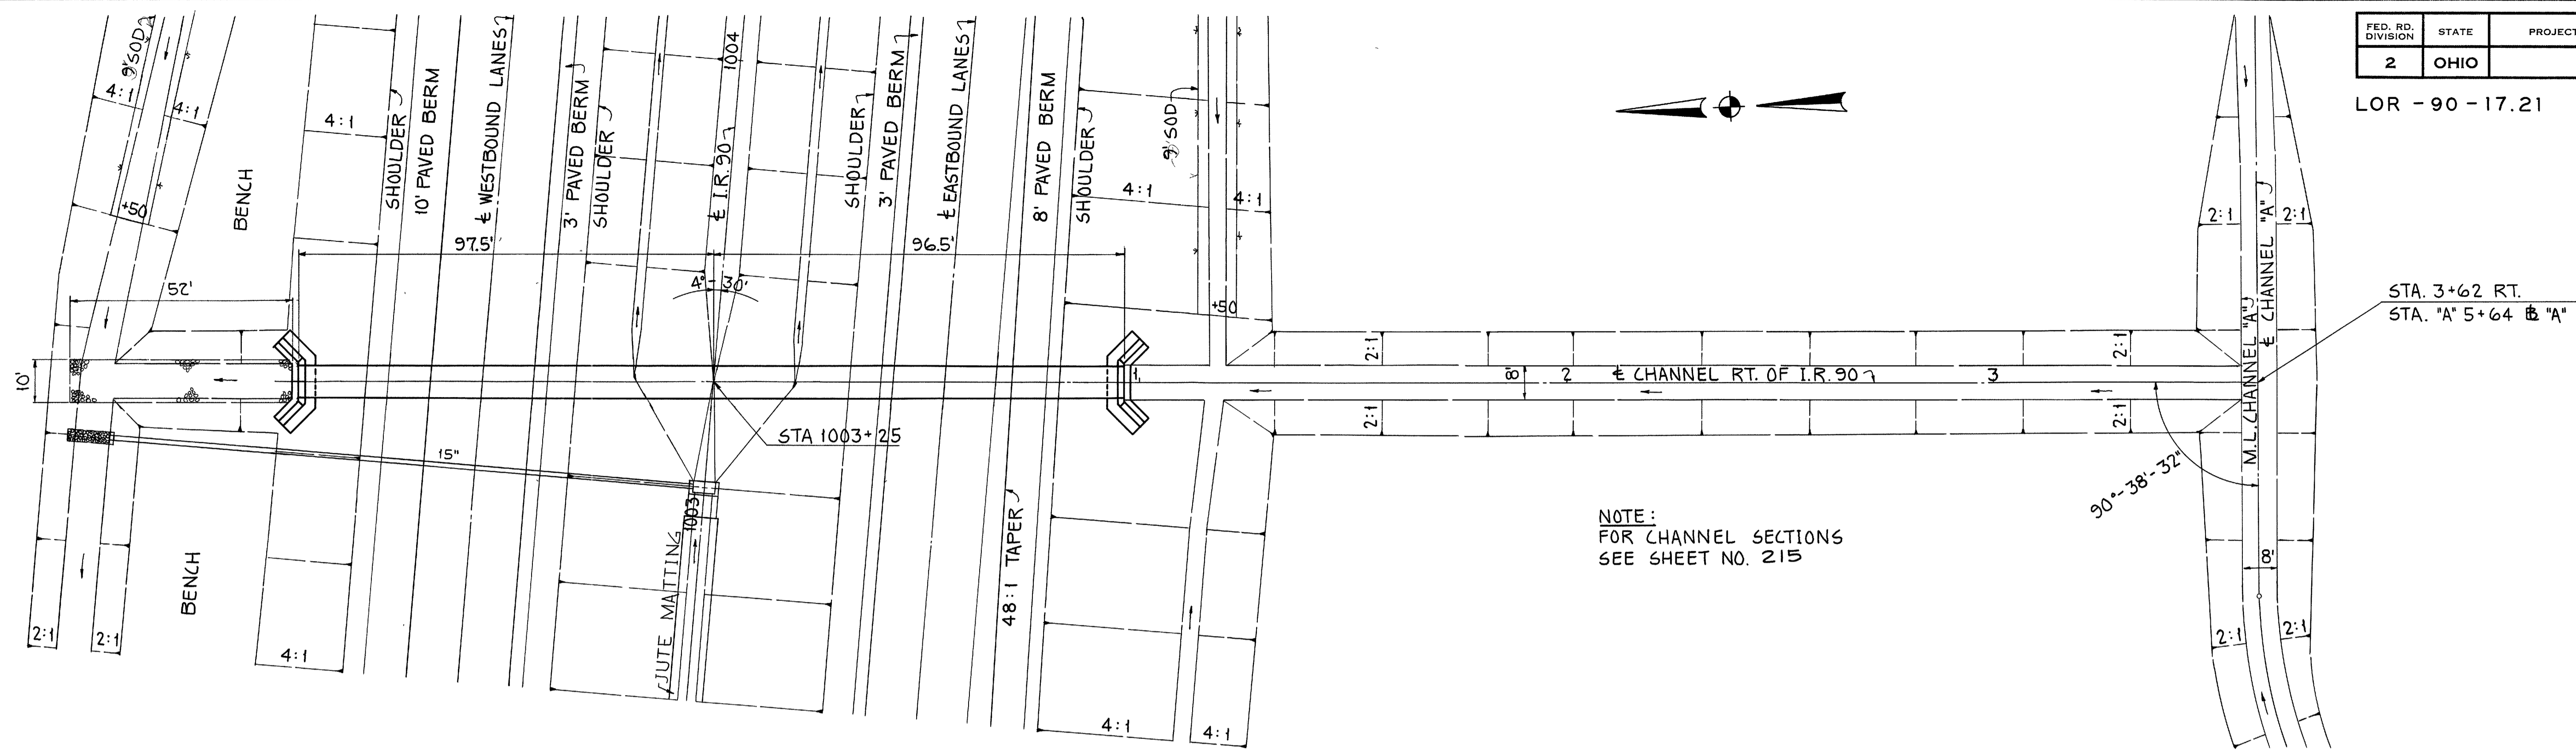 FED. RD. DIVISION
STATE
PROJECT
2
OHIO
LOR - 90 - 17.21
9' SOD
4:1
4:1
+50
BENCH
4:1
SHOULDER
10' PAVED BERM
℄ WESTBOUND LANES
3' PAVED BERM
SHOULDER
1004
℄ I.R. 90
SHOULDER
3' PAVED BERM
℄ EASTBOUND LANES
8' PAVED BERM
SHOULDER
9' SOD
4:1
4:1
+50
97.5'
96.5'
4°-30'
52'
10'
STA 1003+25
15"
1003
JUTE MATTING
48:1 TAPER
BENCH
2:1
2:1
4:1
4:1
4:1
1
2
3
8'
℄ CHANNEL RT. OF I.R. 90
2:1
2:1
2:1
2:1
2:1
2:1
M.L. CHANNEL "A"
℄ CHANNEL "A"
STA. 3+62 RT.
STA. "A" 5+64 ℄ "A"
90°-38'-32"
8'
2:1
2:1
NOTE:
FOR CHANNEL SECTIONS
SEE SHEET NO. 215